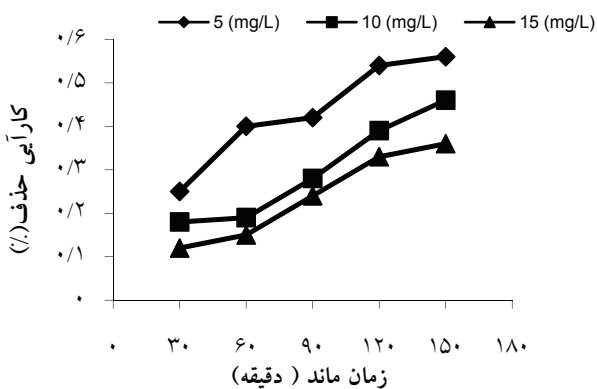 5 (mg/L) 10 (mg/L) 15 (mg/L)
۰/۶
۰/۵
۰/۴
۰/۳
۰/۲
۰/۱
۰
کارآیی حذف(٪)
۰ ۳۰ ۶۰ ۹۰ ۱۲۰ ۱۵۰ ۱۸۰
زمان ماند ( دقیقه)